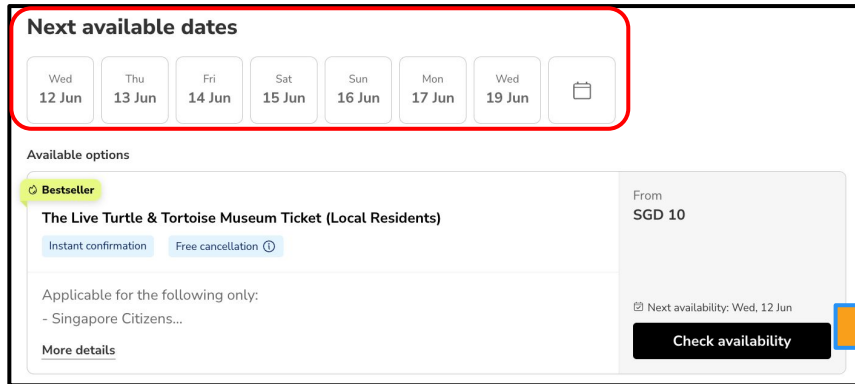 Next available dates
Wed Thu Fri Sat Sun Mon Wed
12 Jun 13 Jun 14 Jun 15 Jun 16 Jun 17 Jun 19 Jun
Available options
Bestseller
The Live Turtle & Tortoise Museum Ticket (Local Residents)
Instant confirmation Free cancellation
Applicable for the following only:
- Singapore Citizens...
More details
From
SGD 10
Next availability: Wed, 12 Jun
Check availability